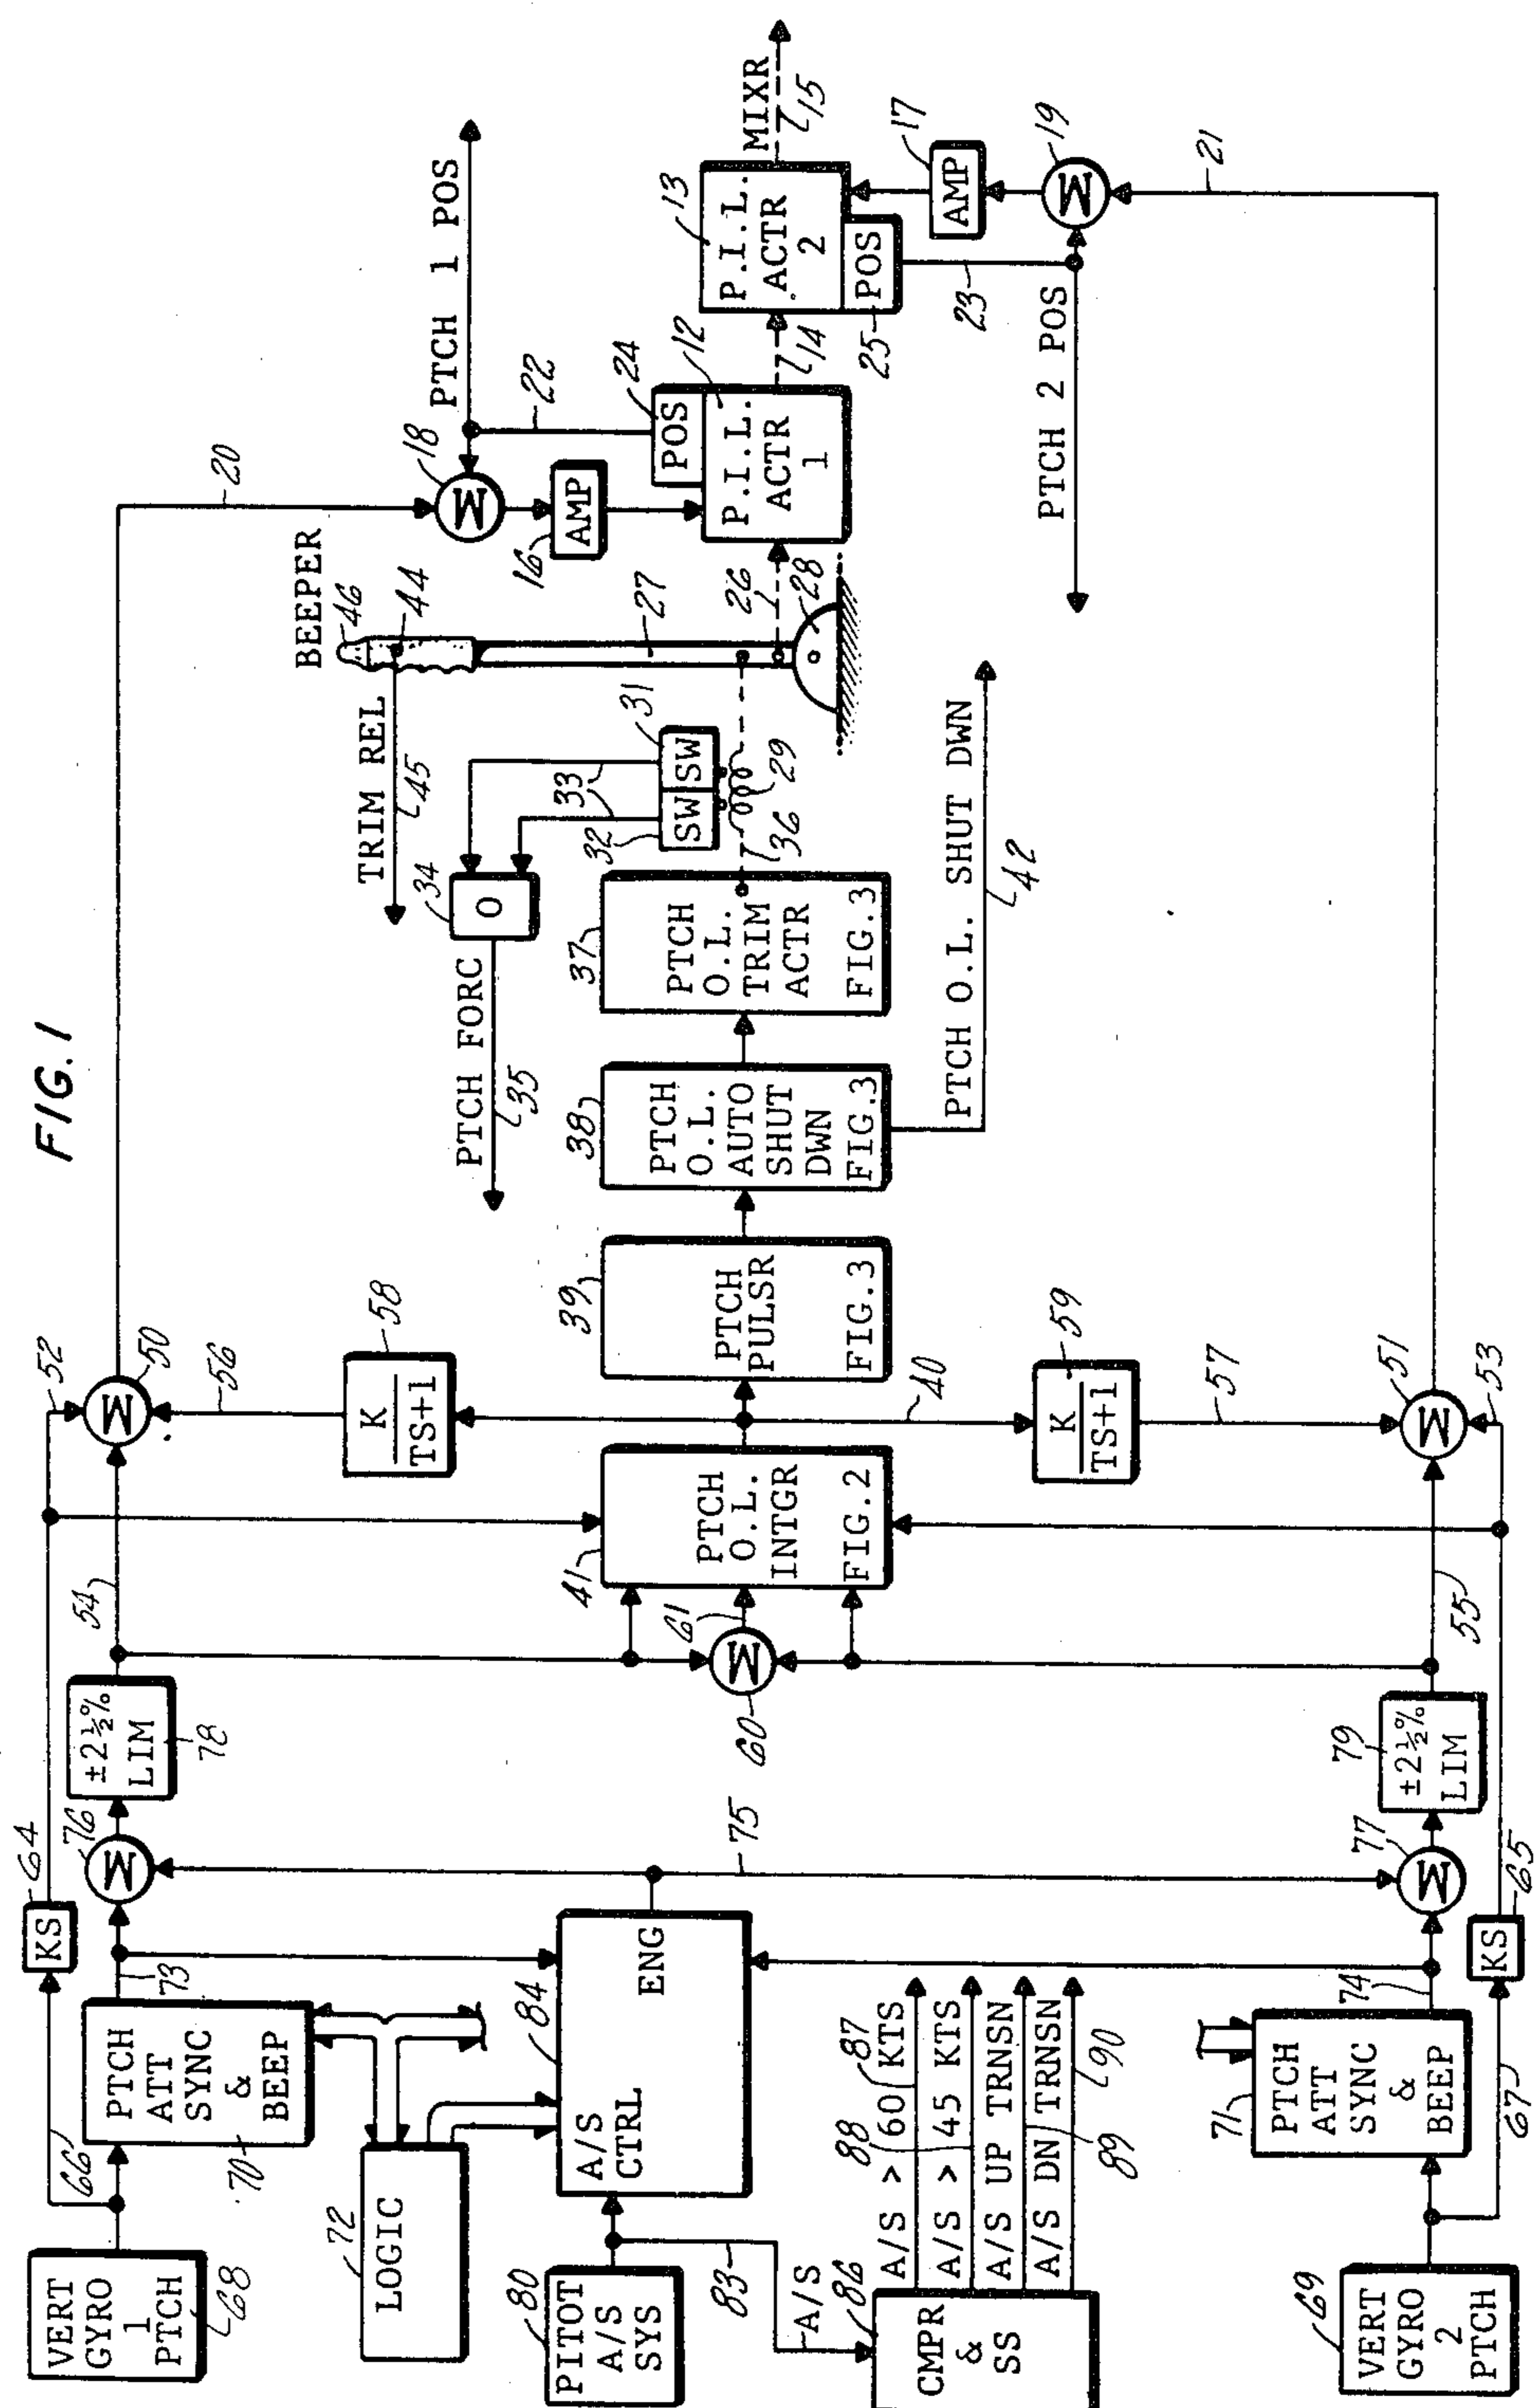 FIG. 1
VERT
GYRO
1
PTCH
68
66
KS
64
PTCH
ATT
SYNC
&
BEEP
70
73
76
±2½%
LIM
78
54
52
50
56
K
TS+1
58
20
LOGIC
72
PITOT
A/S
SYS
80
83
A/S
A/S
CTRL
ENG
84
75
CMPR
&
SS
86
A/S > 60 KTS
87
A/S > 45 KTS
88
A/S UP TRNSN
89
A/S DN TRNSN
90
VERT
GYRO
2
PTCH
69
67
KS
65
PTCH
ATT
SYNC
&
BEEP
71
74
77
±2½%
LIM
79
55
53
51
57
K
TS+1
59
21
60
61
PTCH
O.L.
INTGR
FIG.2
41
40
PTCH
PULSR
FIG.3
39
PTCH
O.L.
AUTO
SHUT
DWN
FIG.3
38
PTCH O.L. SHUT DWN
42
PTCH
O.L.
TRIM
ACTR
FIG.3
37
36
29
SW
SW
32
31
33
O
34
PTCH FORC
35
TRIM REL
45
BEEPER
46
44
27
26
28
18
AMP
16
PTCH 1 POS
22
POS
24
P.I.L.
ACTR
1
12
14
P.I.L.
ACTR
2
13
POS
25
MIXR
15
AMP
17
19
23
PTCH 2 POS